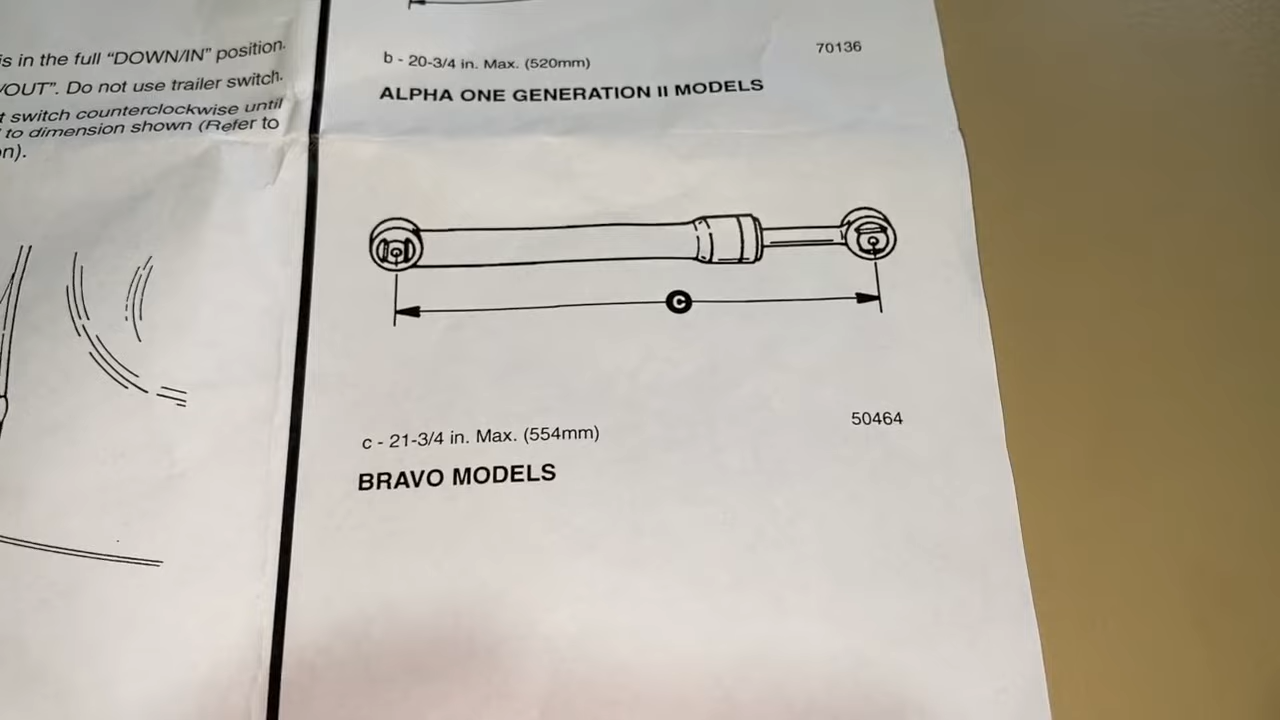 is in the full “DOWN/IN” position.
/OUT”. Do not use trailer switch.
t switch counterclockwise until
to dimension shown (Refer to
n).
70136
b - 20-3/4 in. Max. (520mm)
ALPHA ONE GENERATION II MODELS
C
50464
c - 21-3/4 in. Max. (554mm)
BRAVO MODELS